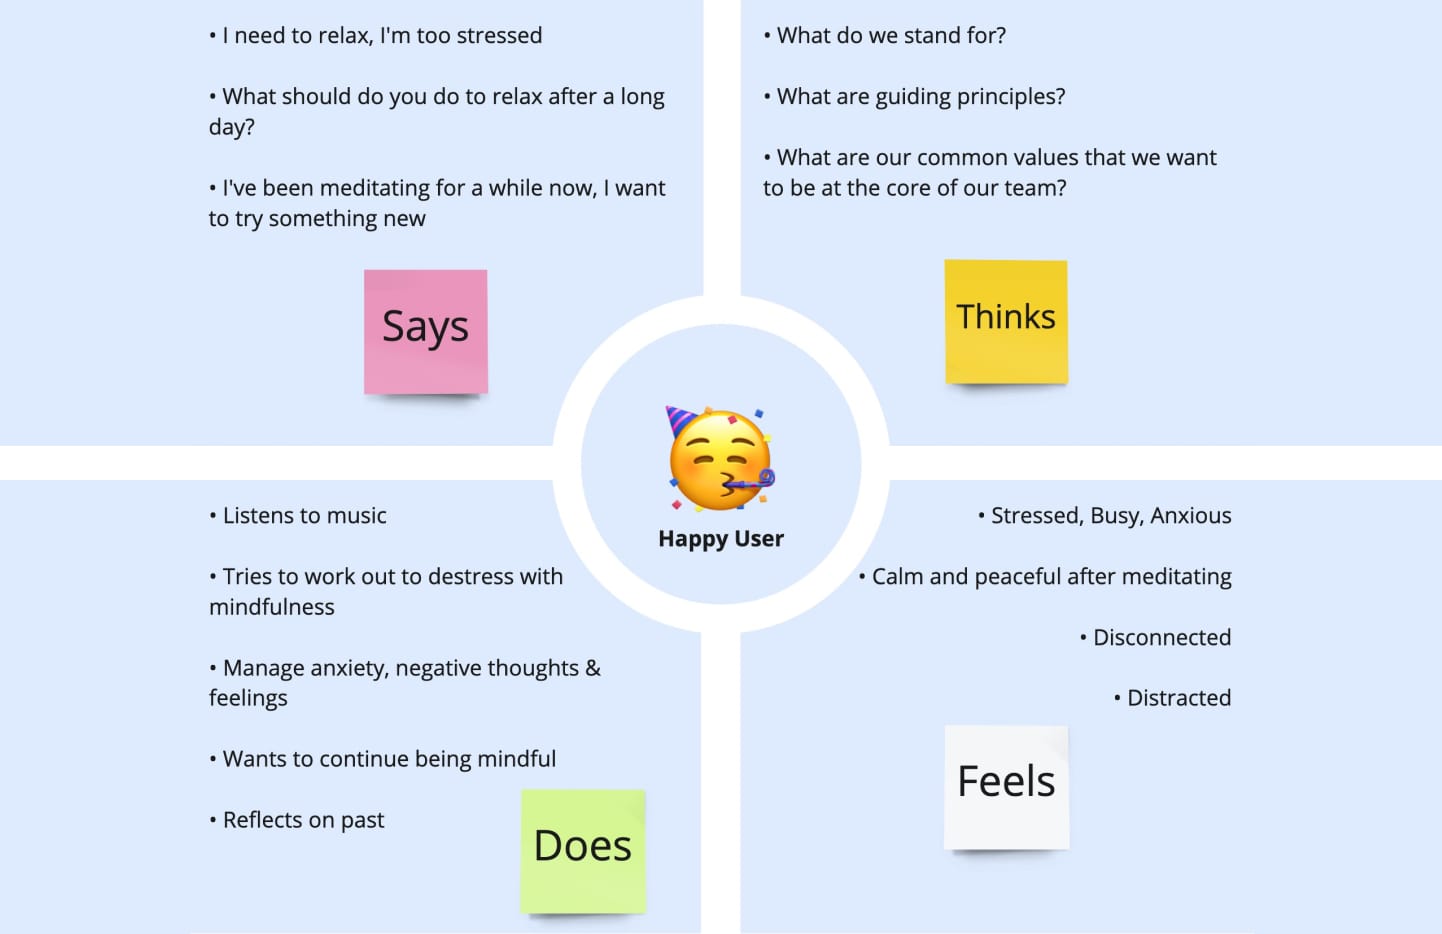 • I need to relax, I'm too stressed
• What should do you do to relax after a long
day?
• I've been meditating for a while now, I want
to try something new
Says
• What do we stand for?
• What are guiding principles?
• What are our common values that we want
to be at the core of our team?
Thinks
Happy User
• Listens to music
• Tries to work out to destress with
mindfulness
• Manage anxiety, negative thoughts &
feelings
• Wants to continue being mindful
• Reflects on past
Does
• Stressed, Busy, Anxious
• Calm and peaceful after meditating
• Disconnected
• Distracted
Feels